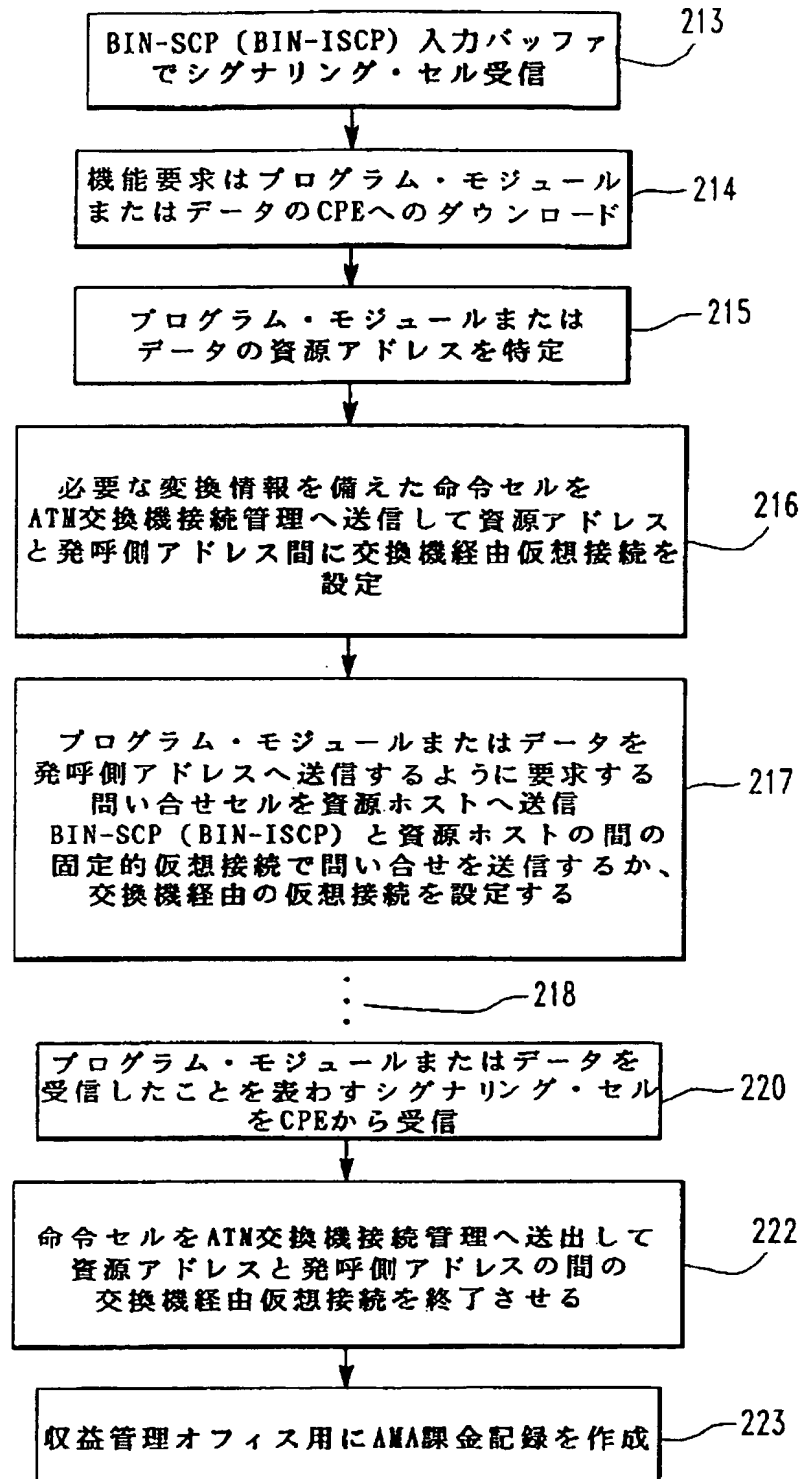 BIN-SCP (BIN-ISCP) 入力バッファ
でシグナリング・セル受信
213
機能要求はプログラム・モジュール
またはデータのCPEへのダウンロード
214
プログラム・モジュールまたは
データの資源アドレスを特定
215
必要な変換情報を備えた命令セルを
ATM交換機接続管理へ送信して資源アドレス
と発呼側アドレス間に交換機経由仮想接続を
設定
216
プログラム・モジュールまたはデータを
発呼側アドレスへ送信するように要求する
問い合せセルを資源ホストへ送信
BIN-SCP (BIN-ISCP) と資源ホストの間の
固定的仮想接続で問い合せを送信するか、
交換機経由の仮想接続を設定する
217
218
プログラム・モジュールまたはデータを
受信したことを表わすシグナリング・セル
をCPEから受信
220
命令セルをATM交換機接続管理へ送出して
資源アドレスと発呼側アドレスの間の
交換機経由仮想接続を終了させる
222
収益管理オフィス用にAMA課金記録を作成
223